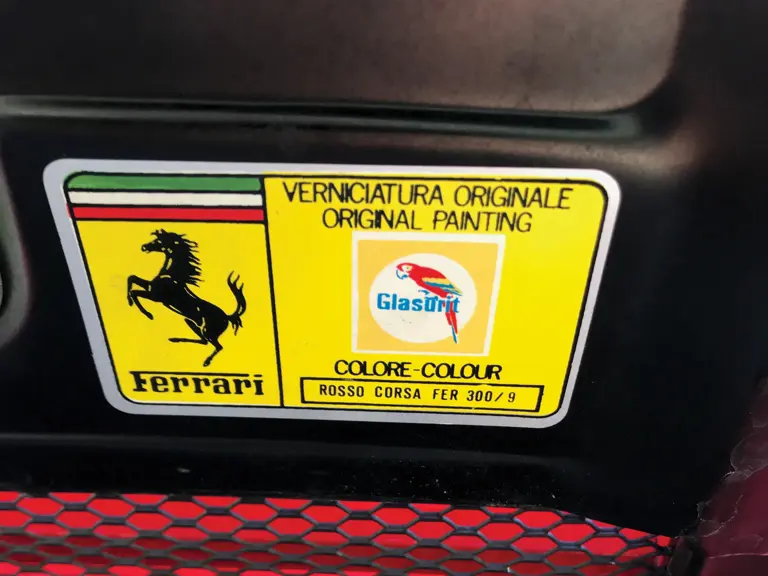 VERNICIATURA ORIGINALE
ORIGINAL PAINTING
Glasurit
COLORE-COLOUR
ROSSO CORSA FER 300/9
Ferrari